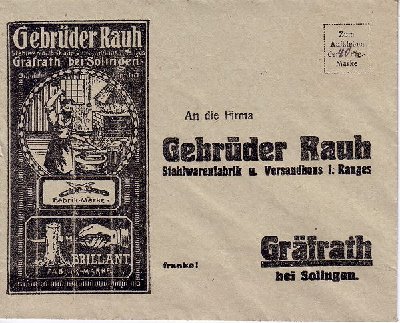 Gebrüder Rauh
Gräfrath bei Solingen
Fabrik-Marke
BRILLANT
FABRIK-MARKE
Zum
Aufkleben
der
Marke
An die Firma
Gebrüder Rauh
Stahlwarenfabrik u. Versandhaus I. Ranges
Gräfrath
franko!
bei Solingen.